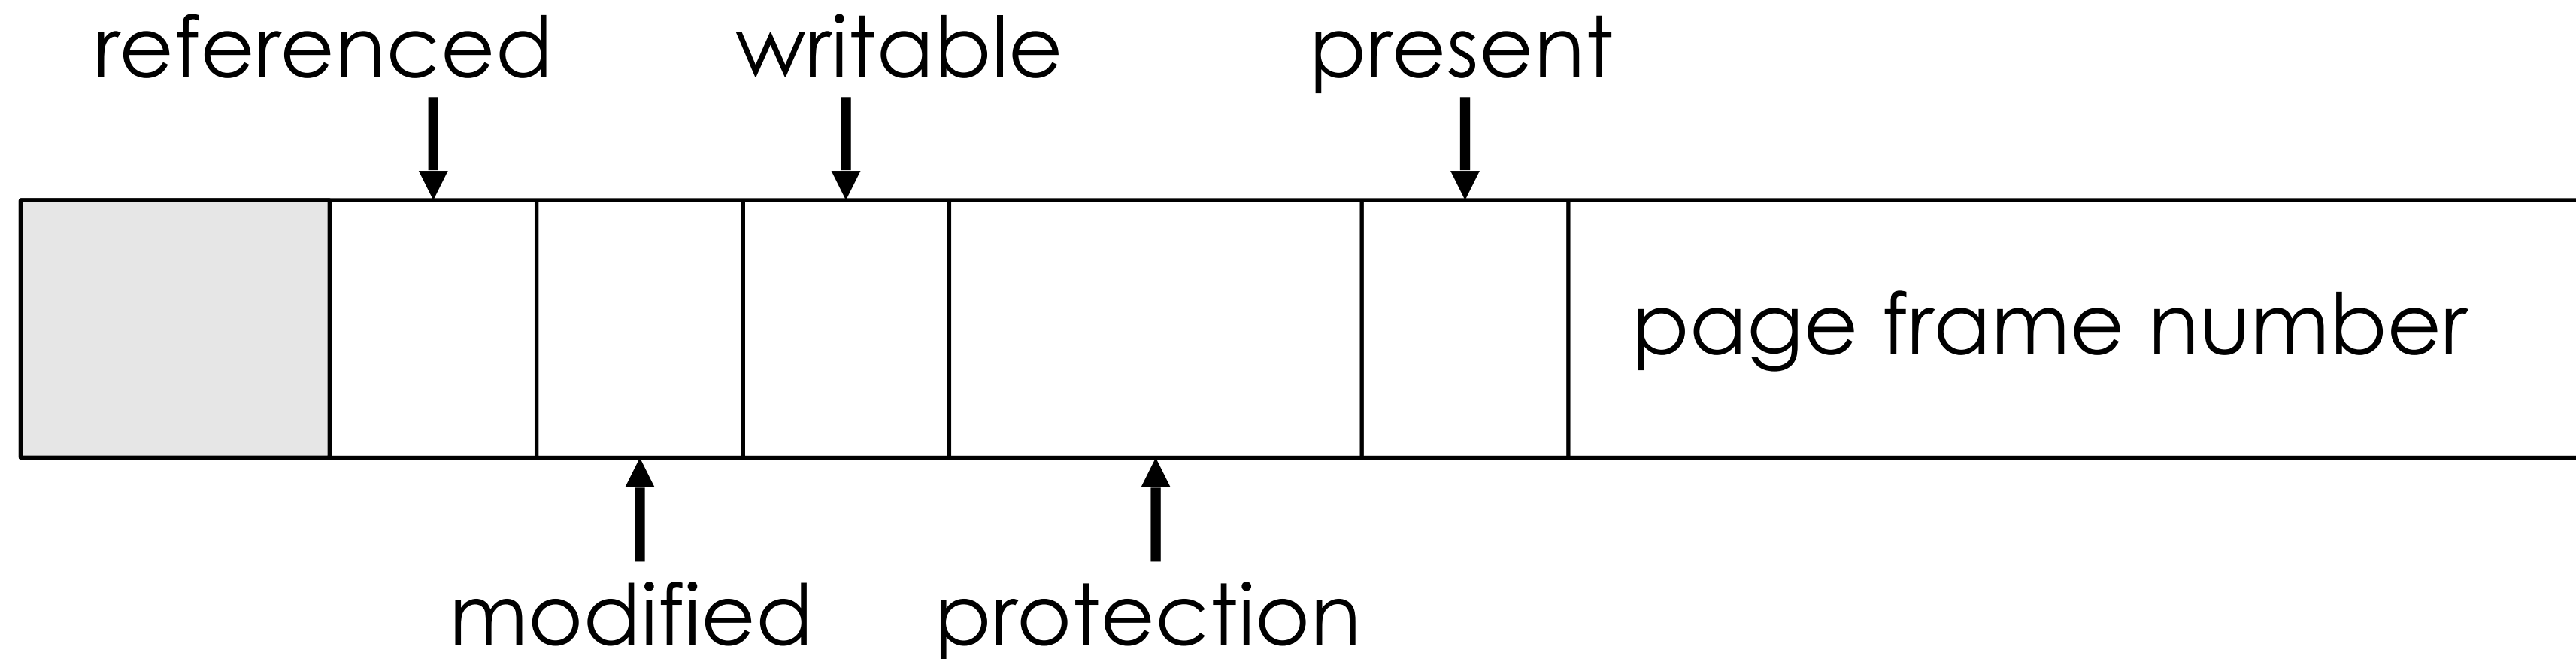 referenced writable present
page frame number
modified protection